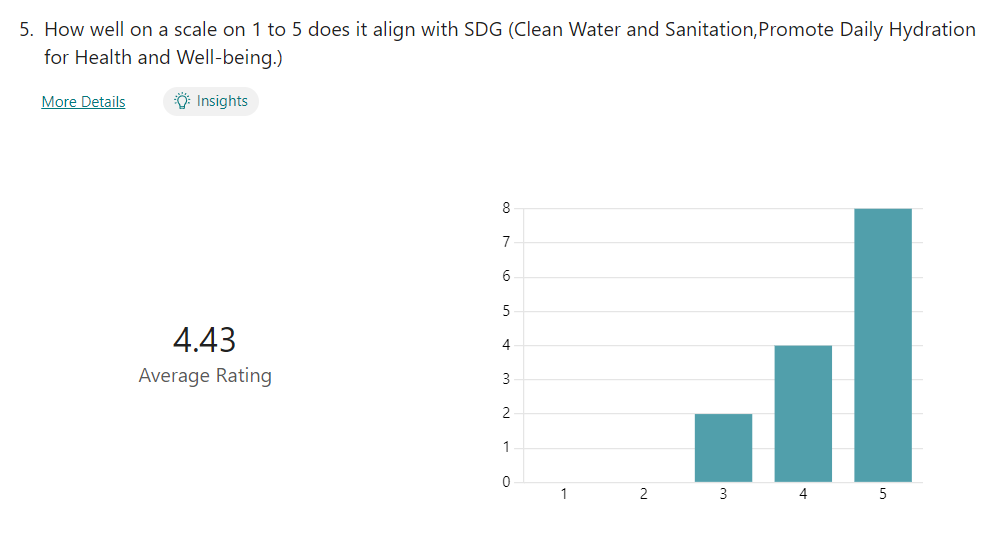 5. How well on a scale on 1 to 5 does it align with SDG (Clean Water and Sanitation,Promote Daily Hydration
for Health and Well-being.)
More Details
Insights
4.43
Average Rating
8
7
6
5
4
3
2
1
0
1 2 3 4 5